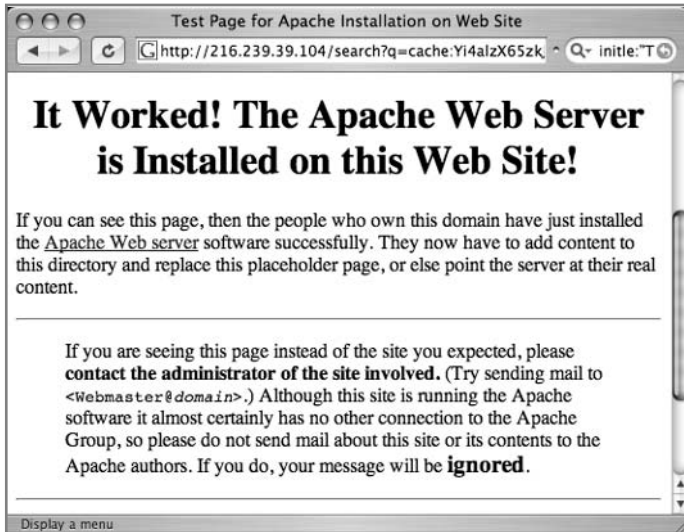 Test Page for Apache Installation on Web Site
http://216.239.39.104/search?q=cache:Yi4alzX65zk,
initle:"T
It Worked! The Apache Web Server
is Installed on this Web Site!
If you can see this page, then the people who own this domain have just installed
the Apache Web server software successfully. They now have to add content to
this directory and replace this placeholder page, or else point the server at their real
content.
If you are seeing this page instead of the site you expected, please
contact the administrator of the site involved. (Try sending mail to
<Webmaster@domain>.) Although this site is running the Apache
software it almost certainly has no other connection to the Apache
Group, so please do not send mail about this site or its contents to the
Apache authors. If you do, your message will be ignored.
Display a menu